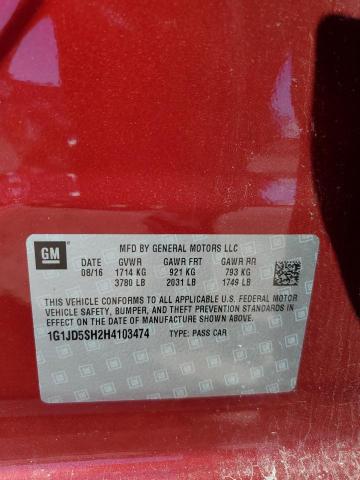 GM
MFD BY GENERAL MOTORS LLC
DATE GVWR GAWR FRT GAWR RR
08/16 1714 KG 921 KG 793 KG
3780 LB 2031 LB 1749 LB
THIS VEHICLE CONFORMS TO ALL APPLICABLE U.S. FEDERAL MOTOR
VEHICLE SAFETY, BUMPER, AND THEFT PREVENTION STANDARDS
IN EFFECT ON THE DATE OF MANUFACTURE SHOWN ABOVE.
1G1JD5SH2H4103474 TYPE: PASS CAR